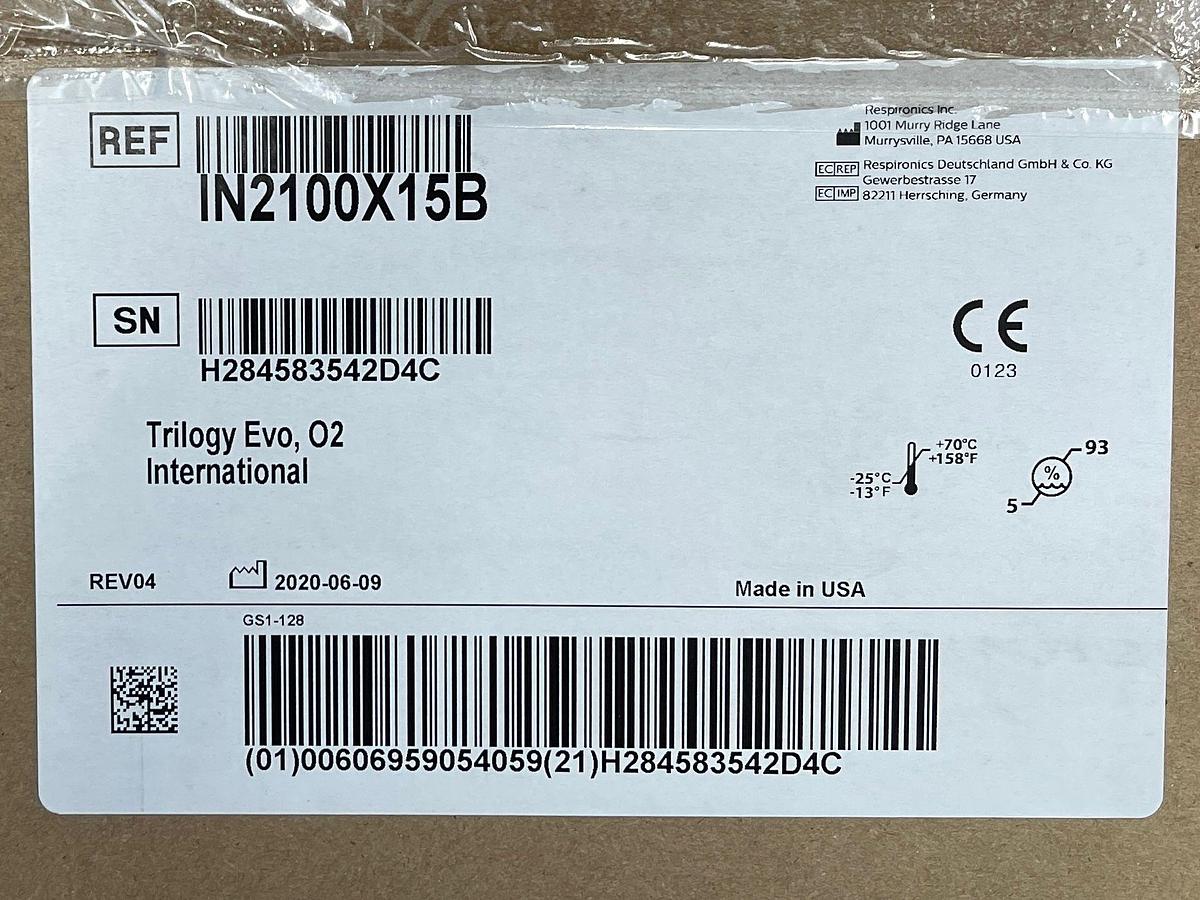 REF
IN2100X15B
Respironics Inc.
1001 Murry Ridge Lane
Murrysville, PA 15668 USA
EC REP Respironics Deutschland GmbH & Co. KG
Gewerbestrasse 17
EC IMP 82211 Herrsching, Germany
SN
H284583542D4C
CE
0123
Trilogy Evo, O2
International
+70°C
+158°F
-25°C
-13°F
%
93
5
REV04
2020-06-09
Made in USA
GS1-128
(01)00606959054059(21)H284583542D4C